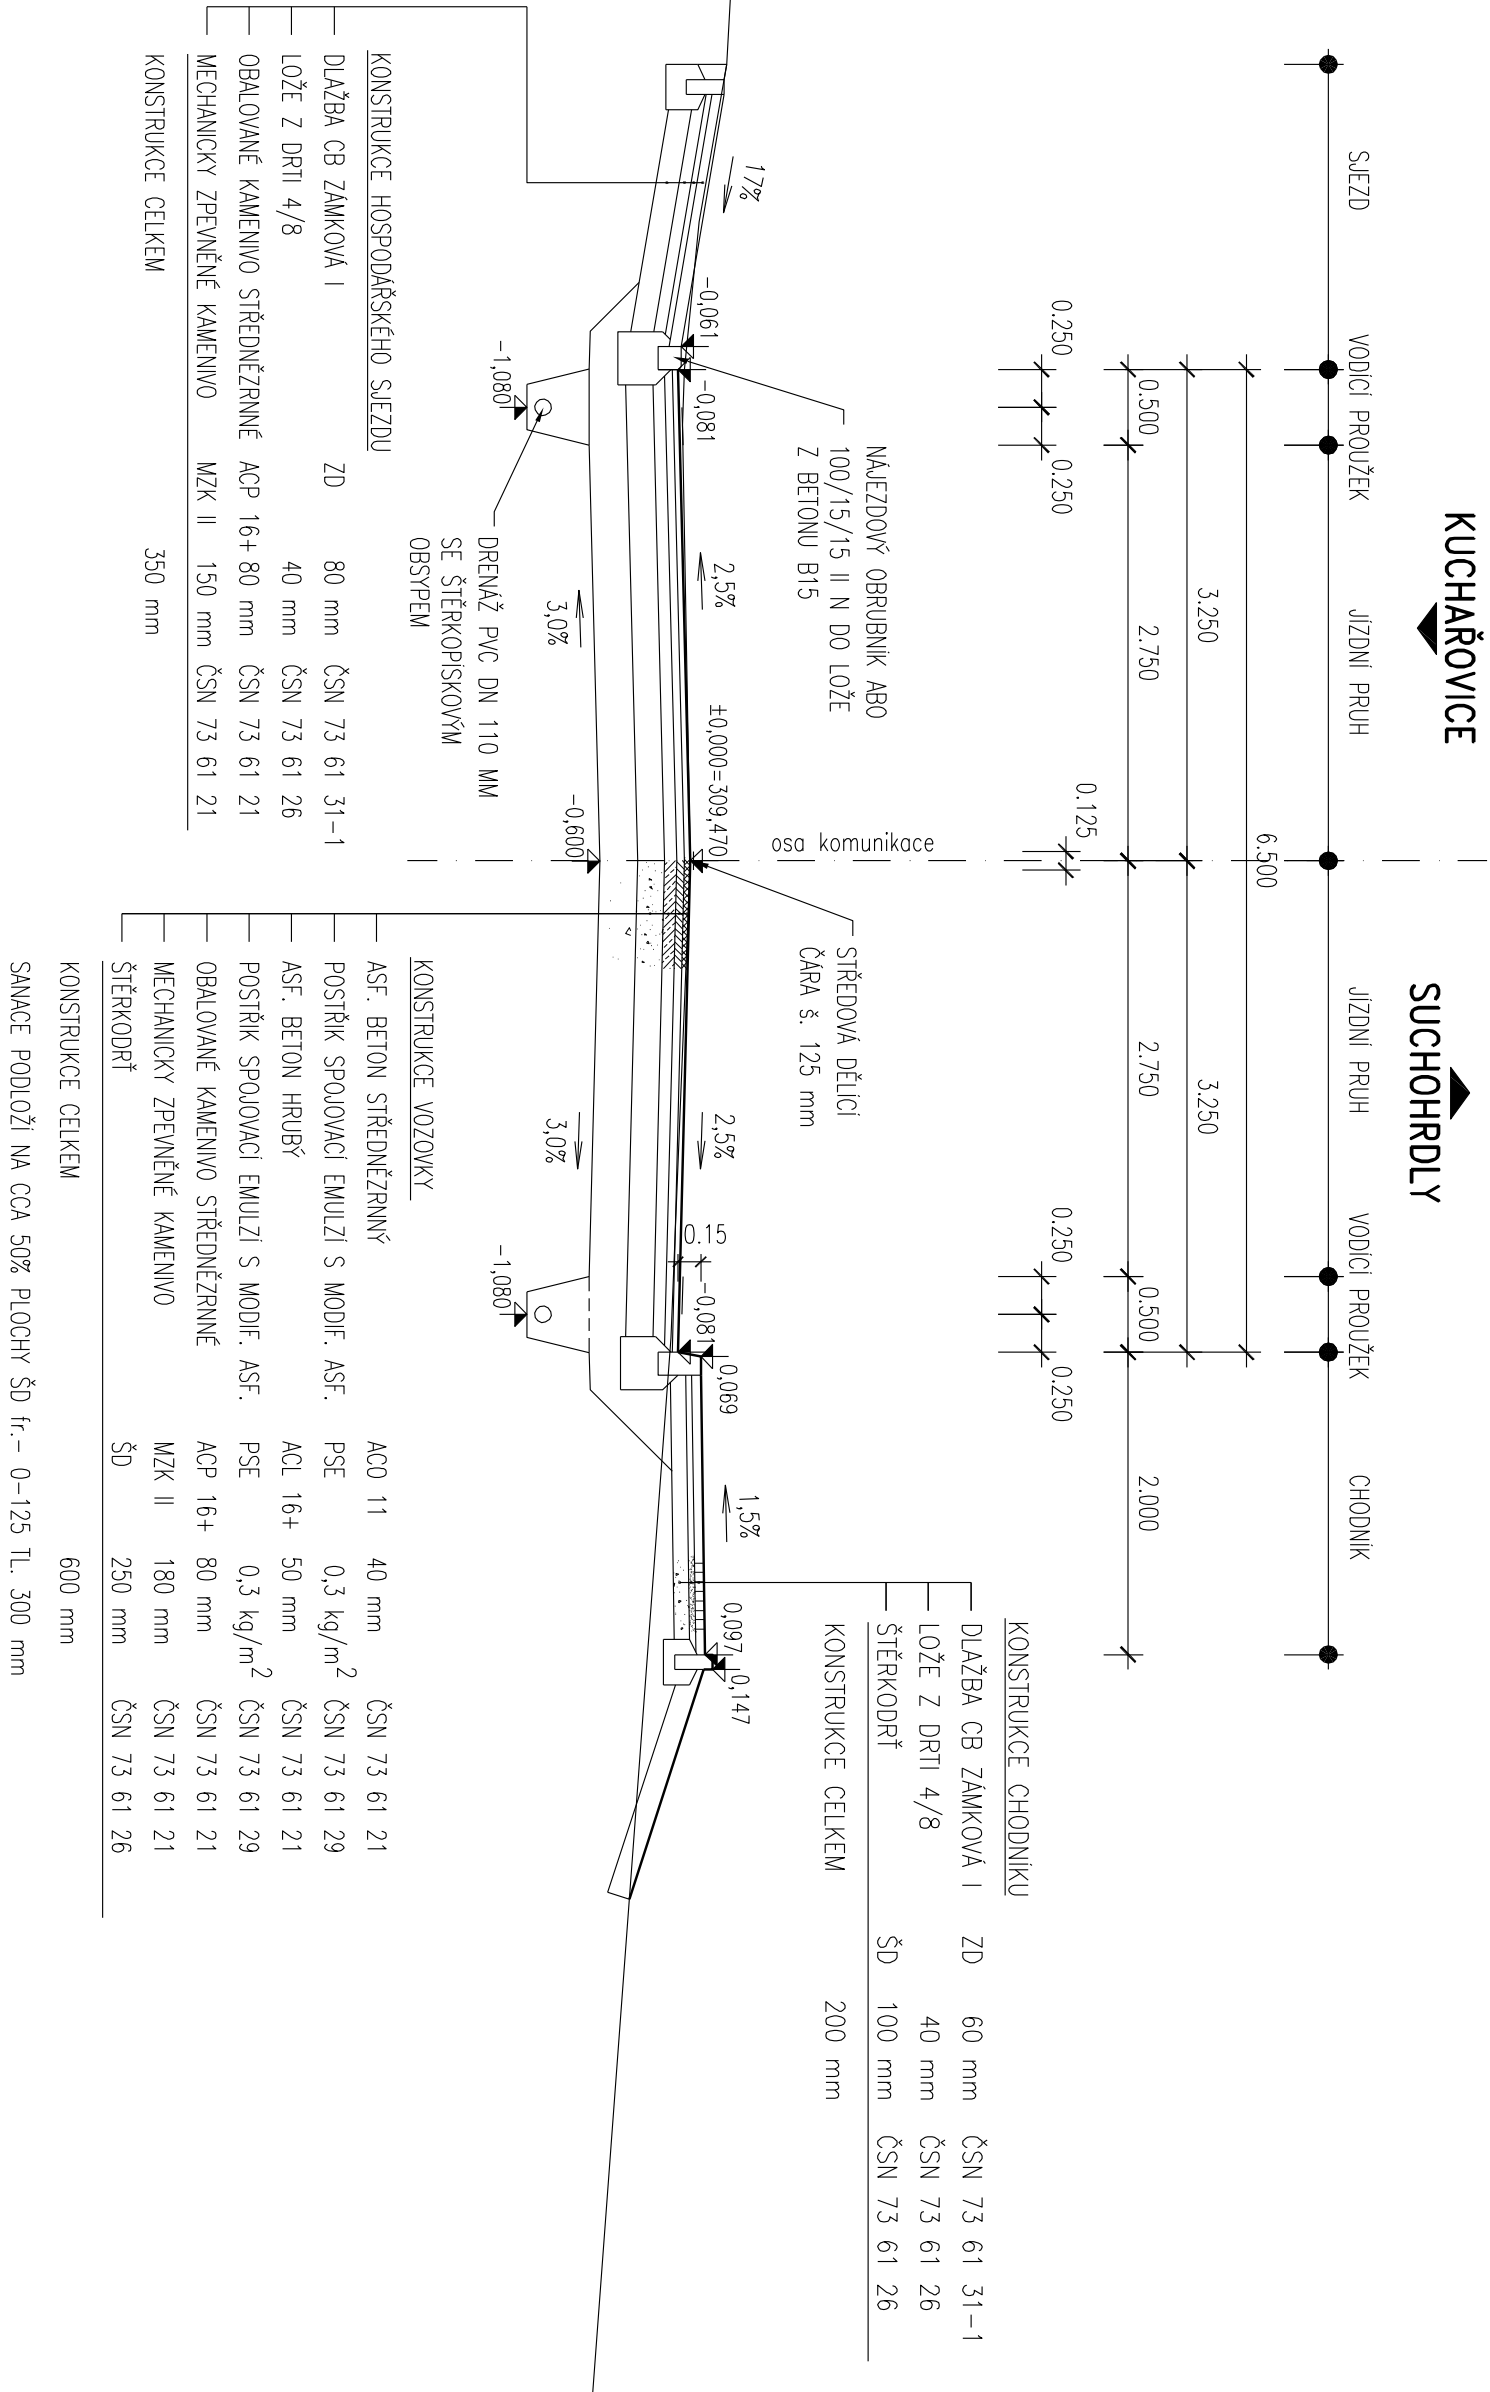 KUCHAŘOVICE
SUCHOHRDLY
SJEZD
VODÍCÍ PROUŽEK
JÍZDNÍ PRUH
JÍZDNÍ PRUH
VODÍCÍ PROUŽEK
CHODNÍK
6.500
3.250
3.250
0.500
2.750
2.750
0.500
2.000
0.250
0.250
0.125
0.250
0.250
osa komunikace
NÁJEZDOVÝ OBRUBNÍK ABO
100/15/15 II N DO LOŽE
Z BETONU B15
STŘEDOVÁ DĚLÍCÍ
ČÁRA š. 125 mm
17%
-0,061
-0,081
2,5%
±0,000=309,470
2,5%
0.15
-0,081
0,069
1,5%
0,097
0,147
3,0%
-0,600
3,0%
-1,080
-1,080
DRENÁŽ PVC DN 110 MM
SE ŠTĚRKOPÍSKOVÝM
OBSYPEM
KONSTRUKCE CHODNÍKU
DLAŽBA CB ZÁMKOVÁ I ZD 60 mm ČSN 73 61 31-1
LOŽE Z DRTI 4/8 40 mm ČSN 73 61 26
ŠTĚRKODRŤ ŠD 100 mm ČSN 73 61 26
KONSTRUKCE CELKEM 200 mm
KONSTRUKCE HOSPODÁŘSKÉHO SJEZDU
DLAŽBA CB ZÁMKOVÁ I ZD 80 mm ČSN 73 61 31-1
LOŽE Z DRTI 4/8 40 mm ČSN 73 61 26
OBALOVANÉ KAMENIVO STŘEDNĚZRNNÉ ACP 16+ 80 mm ČSN 73 61 21
MECHANICKY ZPEVNĚNÉ KAMENIVO MZK II 150 mm ČSN 73 61 21
KONSTRUKCE CELKEM 350 mm
KONSTRUKCE VOZOVKY
ASF. BETON STŘEDNĚZRNNÝ ACO 11 40 mm ČSN 73 61 21
POSTŘIK SPOJOVACÍ EMULZÍ S MODIF. ASF. PSE 0,3 kg/m² ČSN 73 61 29
ASF. BETON HRUBÝ ACL 16+ 50 mm ČSN 73 61 21
POSTŘIK SPOJOVACÍ EMULZÍ S MODIF. ASF. PSE 0,3 kg/m² ČSN 73 61 29
OBALOVANÉ KAMENIVO STŘEDNĚZRNNÉ ACP 16+ 80 mm ČSN 73 61 21
MECHANICKY ZPEVNĚNÉ KAMENIVO MZK II 180 mm ČSN 73 61 21
ŠTĚRKODRŤ ŠD 250 mm ČSN 73 61 26
KONSTRUKCE CELKEM 600 mm
SANACE PODLOŽÍ NA CCA 50% PLOCHY ŠD fr.- 0-125 TL. 300 mm